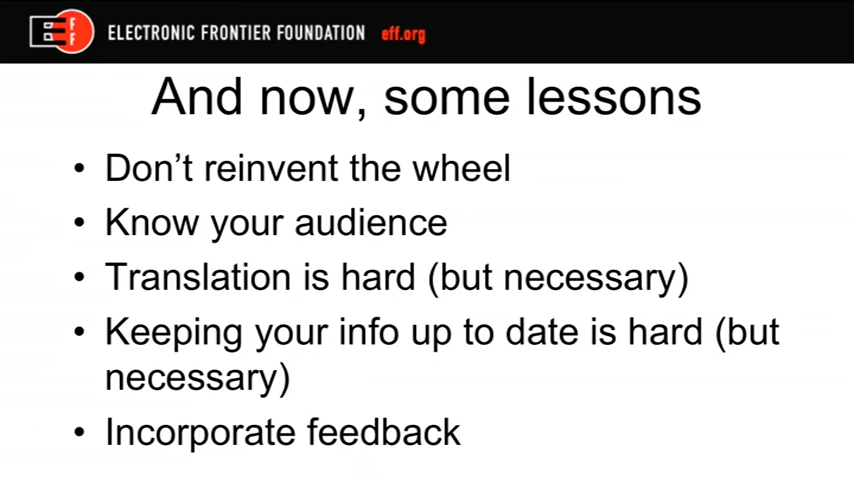 EFF ELECTRONIC FRONTIER FOUNDATION eff.org
And now, some lessons
• Don’t reinvent the wheel
• Know your audience
• Translation is hard (but necessary)
• Keeping your info up to date is hard (but
necessary)
• Incorporate feedback